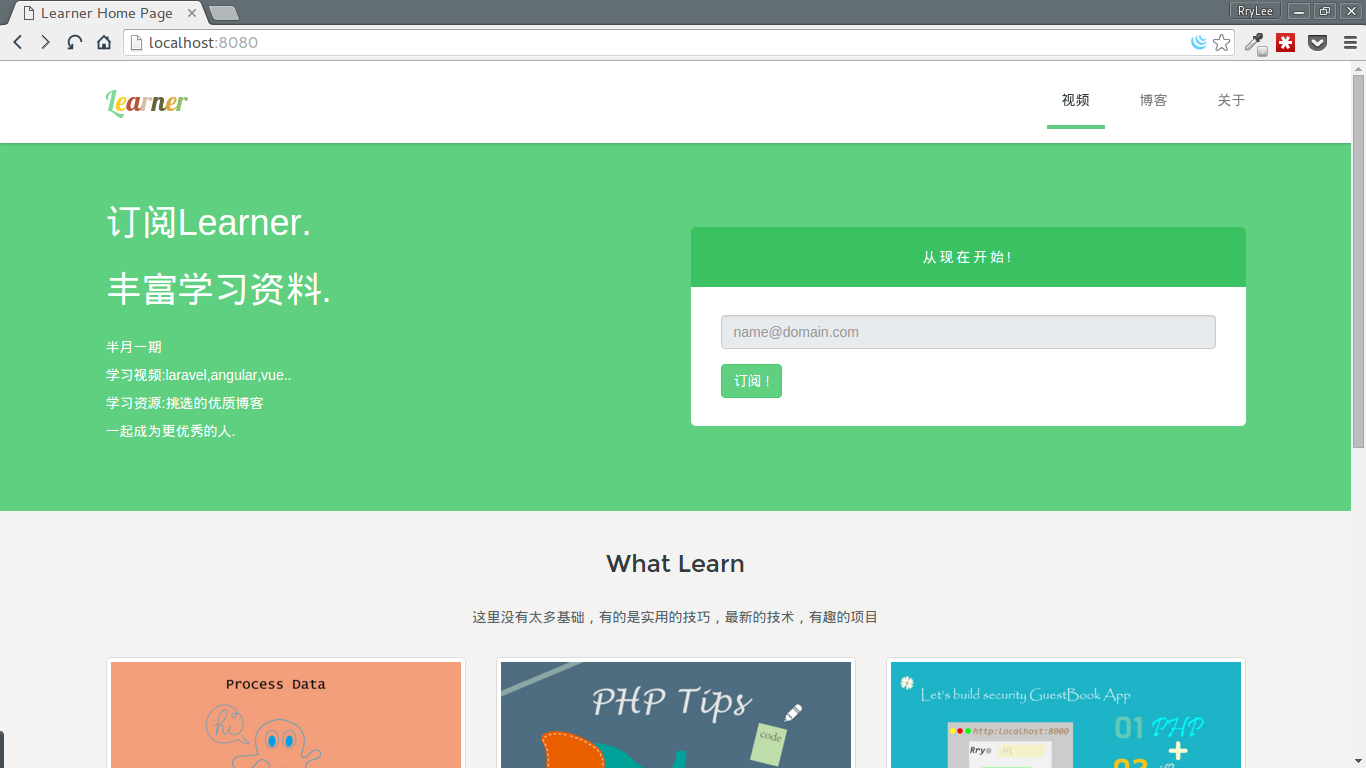 Learner Home Page
RryLee
localhost:8080
Learner
视频
博客
关于
订阅Learner.
丰富学习资料.
半月一期
学习视频:laravel,angular,vue..
学习资源:挑选的优质博客
一起成为更优秀的人.
从现在开始!
name@domain.com
订阅 !
What Learn
这里没有太多基础，有的是实用的技巧，最新的技术，有趣的项目
Process Data
hi
PHP Tips
code
Let's build security GuestBook App
http:localhost:8000
Rry
Hi
01 PHP
+